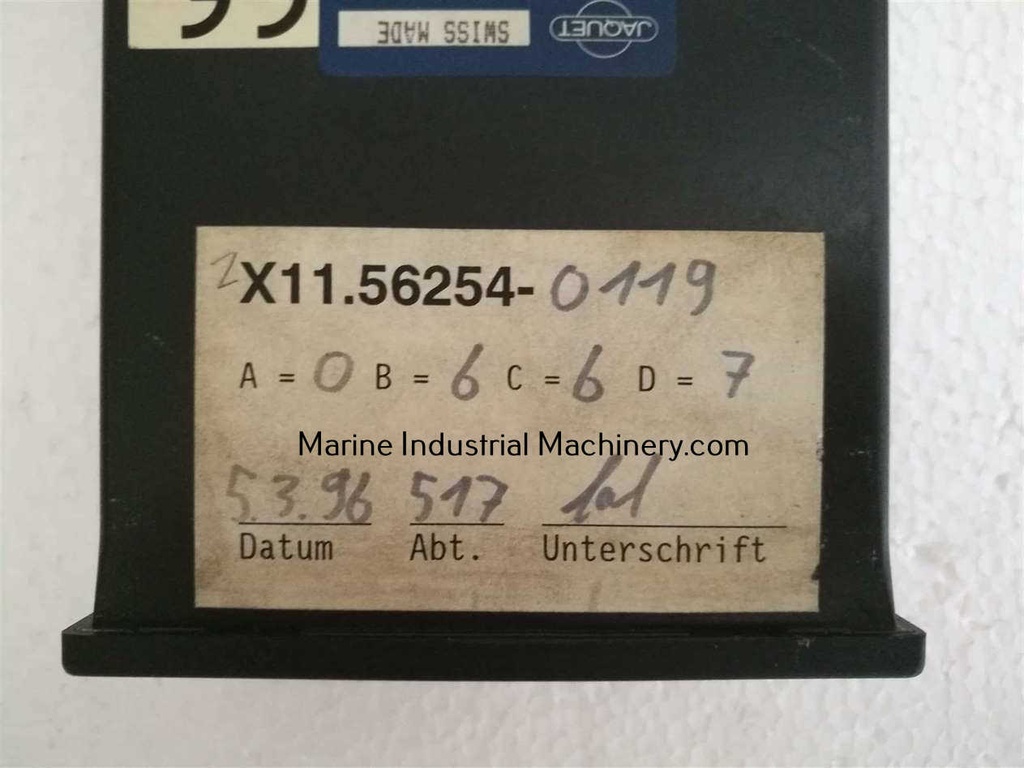 SWISS MADE JAQUET
2X11.56254-0119
A = 0 B = 6 C = 6 D = 7
Marine Industrial Machinery.com
5.3.96 517
Datum Abt. Unterschrift